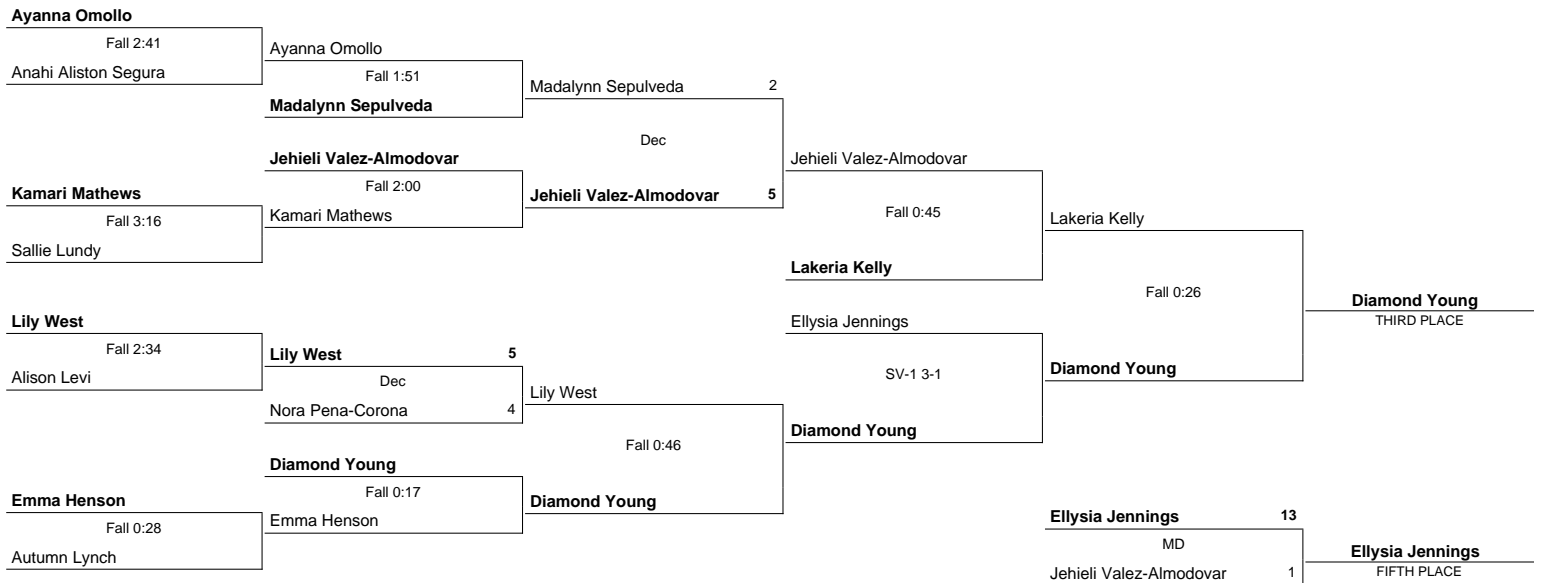 Ayanna Omollo
Fall 2:41
Anahi Aliston Segura
Kamari Mathews
Fall 3:16
Sallie Lundy
Lily West
Fall 2:34
Alison Levi
Emma Henson
Fall 0:28
Autumn Lynch
Ayanna Omollo
Fall 1:51
Madalynn Sepulveda
Jehieli Valez-Almodovar
Fall 2:00
Kamari Mathews
Lily West 5
Dec
Nora Pena-Corona 4
Diamond Young
Fall 0:17
Emma Henson
Madalynn Sepulveda 2
Dec
Jehieli Valez-Almodovar 5
Lily West
Fall 0:46
Diamond Young
Jehieli Valez-Almodovar
Fall 0:45
Lakeria Kelly
Ellysia Jennings
SV-1 3-1
Diamond Young
Lakeria Kelly
Fall 0:26
Diamond Young
Diamond Young
THIRD PLACE
Ellysia Jennings 13
MD
Jehieli Valez-Almodovar 1
Ellysia Jennings
FIFTH PLACE